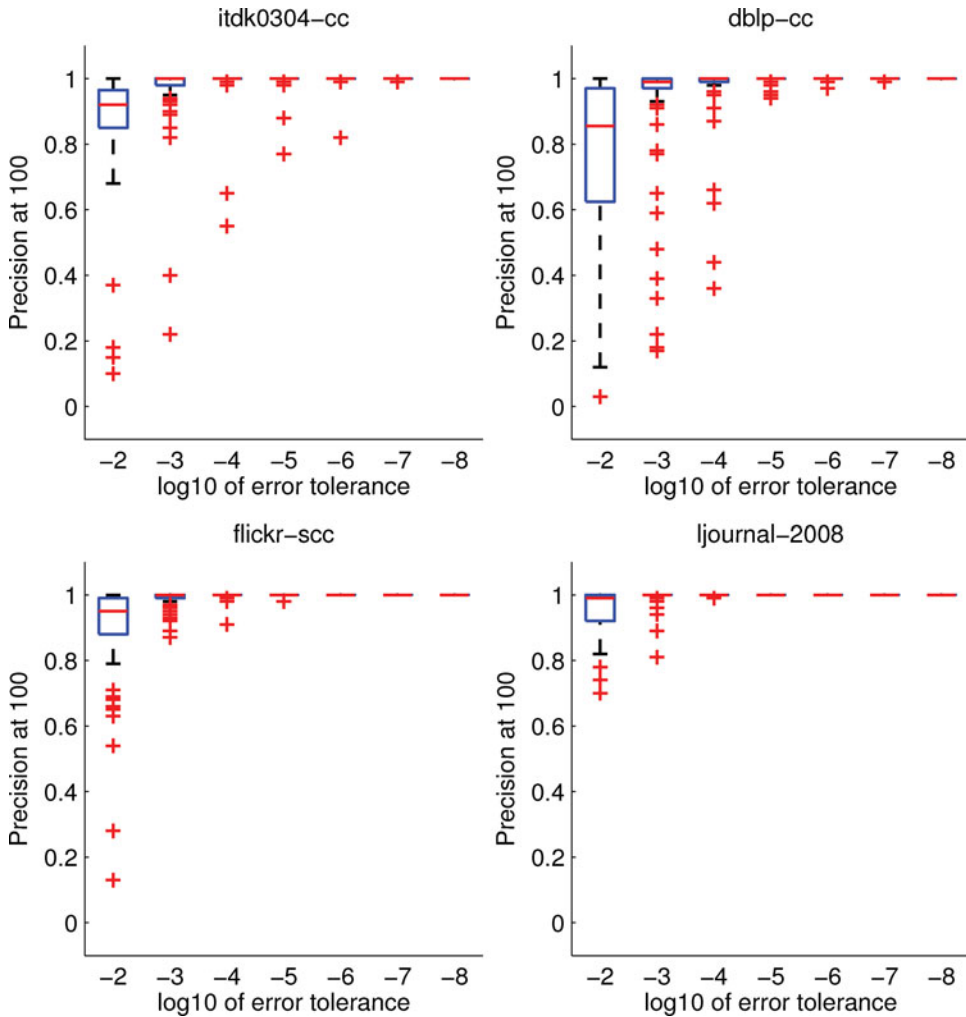 itdk0304−cc
Precision at 100
1
0.8
0.6
0.4
0.2
0
−2 −3 −4 −5 −6 −7 −8
log10 of error tolerance
dblp−cc
Precision at 100
1
0.8
0.6
0.4
0.2
0
−2 −3 −4 −5 −6 −7 −8
log10 of error tolerance
flickr−scc
Precision at 100
1
0.8
0.6
0.4
0.2
0
−2 −3 −4 −5 −6 −7 −8
log10 of error tolerance
ljournal−2008
Precision at 100
1
0.8
0.6
0.4
0.2
0
−2 −3 −4 −5 −6 −7 −8
log10 of error tolerance